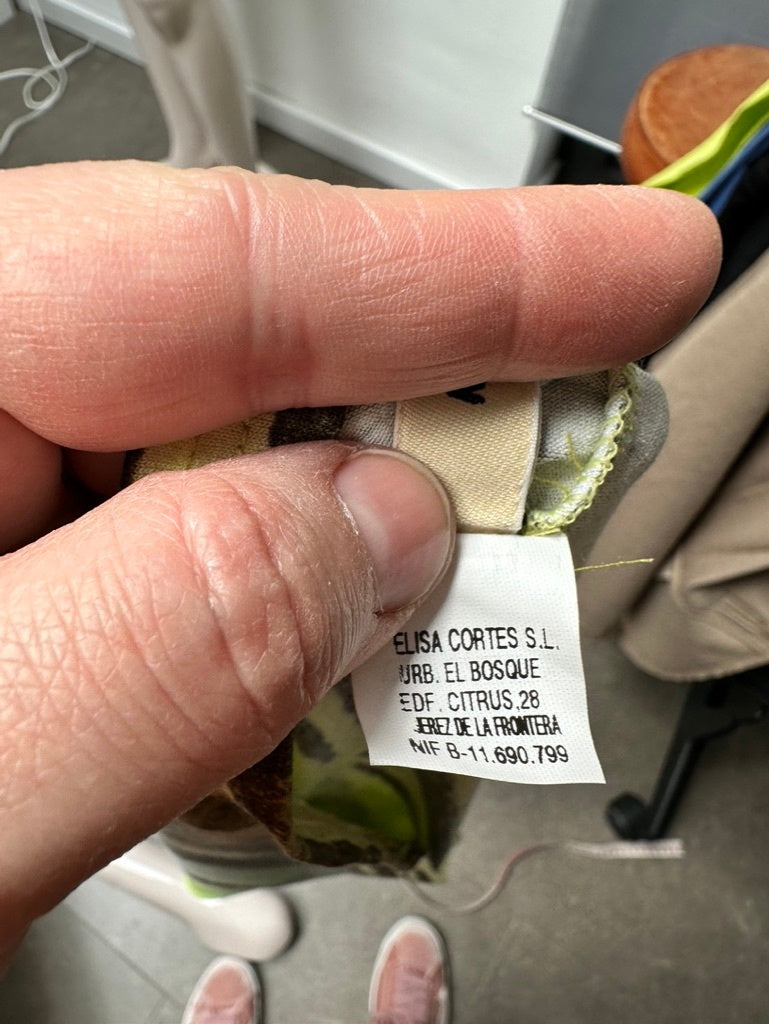 ELISA CORTES S.L.
URB. EL BOSQUE
EDF. CITRUS,28
JEREZ DE LA FRONTERA
NIF B-11.690.799